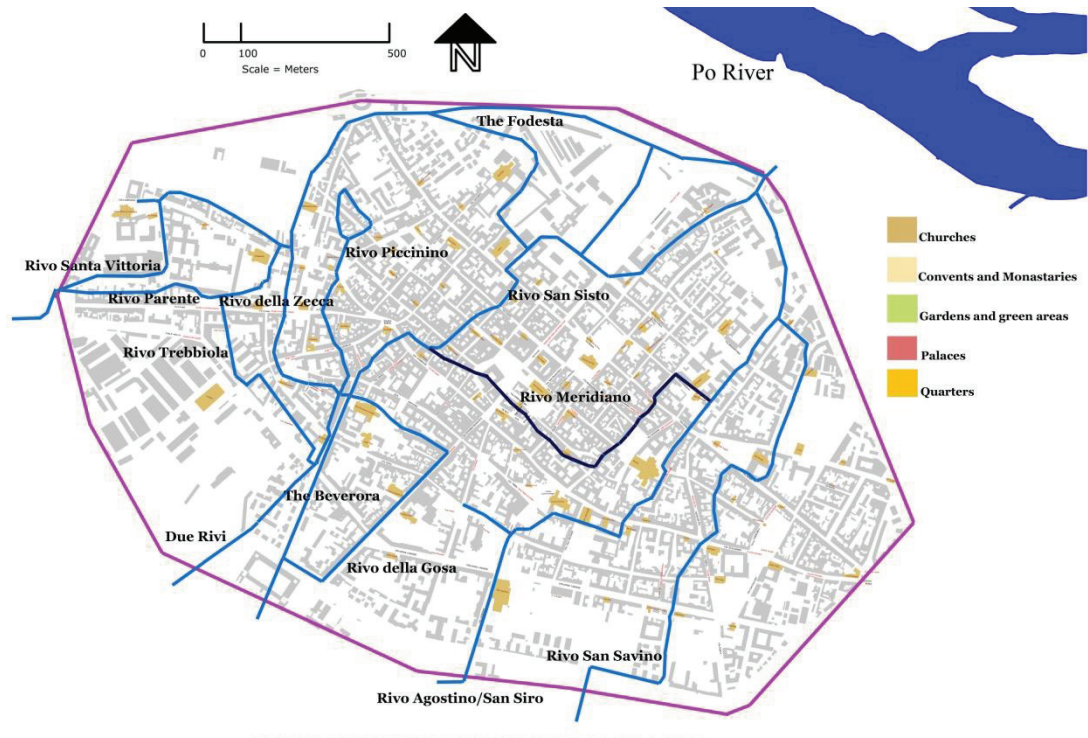 0 100 500
Scale = Meters
N
Po River
The Fodesta
Churches
Convents and Monastaries
Gardens and green areas
Palaces
Quarters
Rivo Piccinino
Rivo Santa Vittoria
Rivo Parente
Rivo della Zecca
Rivo San Sisto
Rivo Trebbiola
Rivo Meridiano
The Beverora
Due Rivi
Rivo della Gosa
Rivo San Savino
Rivo Agostino/San Siro